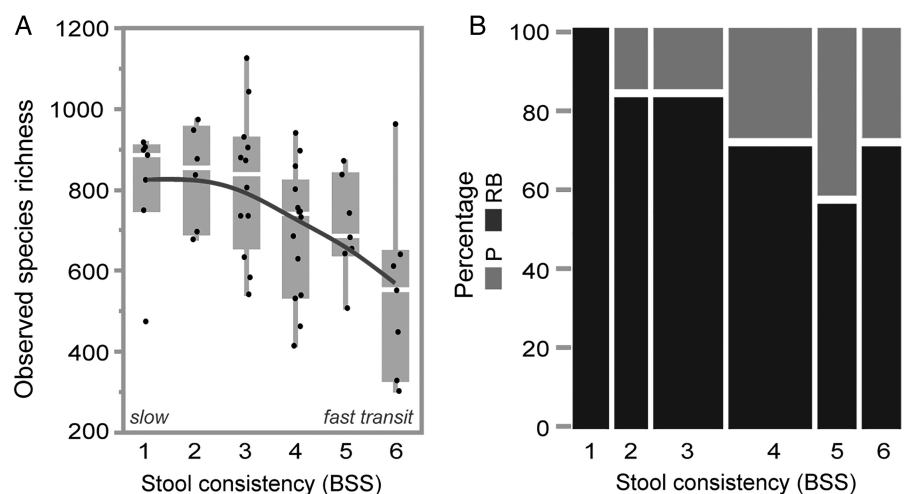 A
Observed species richness
1200
1000
800
600
400
200
slow
fast transit
1 2 3 4 5 6
Stool consistency (BSS)
B
Percentage
RB
P
100
80
60
40
20
0
1 2 3 4 5 6
Stool consistency (BSS)